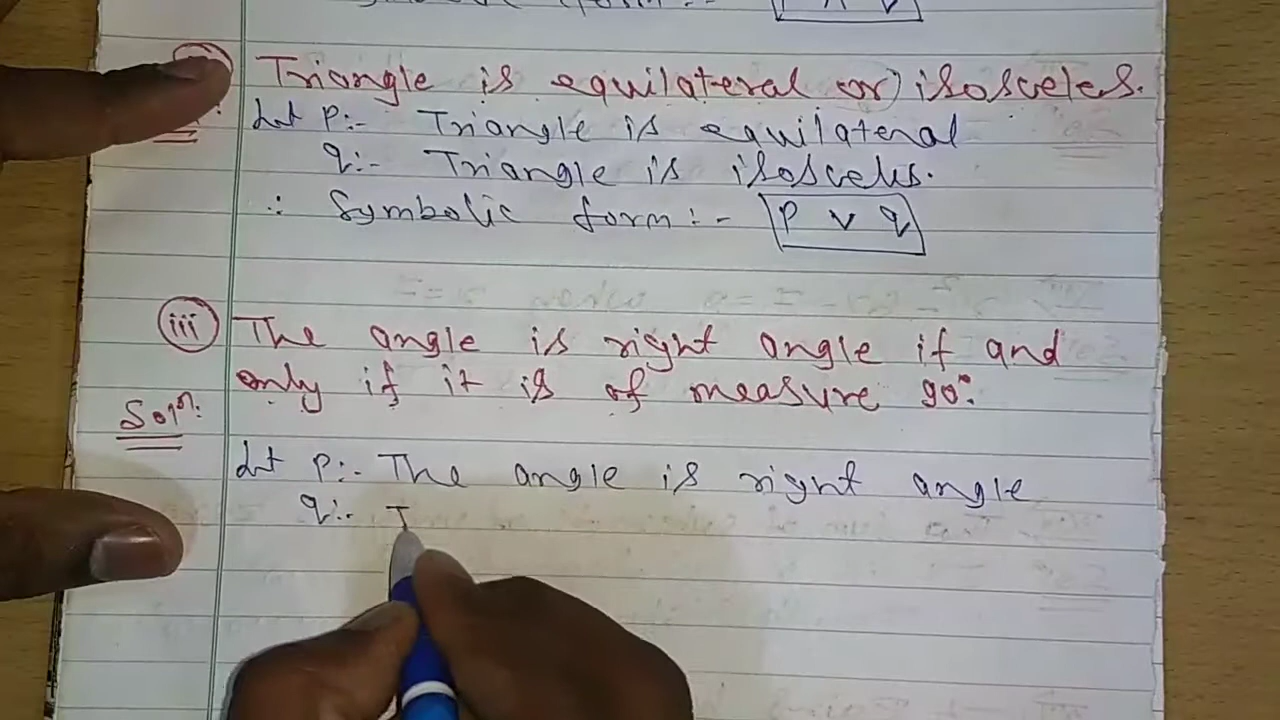 Triangle is equilateral (or) isosceles.
Let p:- Triangle is equilateral
q:- Triangle is isosceles.
∴ Symbolic form:- p ∨ q
(iii) The angle is right angle if and
only if it is of measure 90°.
Solⁿ:
Let p:- The angle is right angle
q:- T